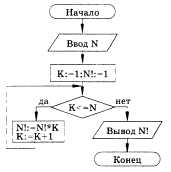 Начало
Ввод N
K:=1;N!:=1
K<=N
да
нет
N!:=N!*K
K:=K+1
Вывод N!
Конец